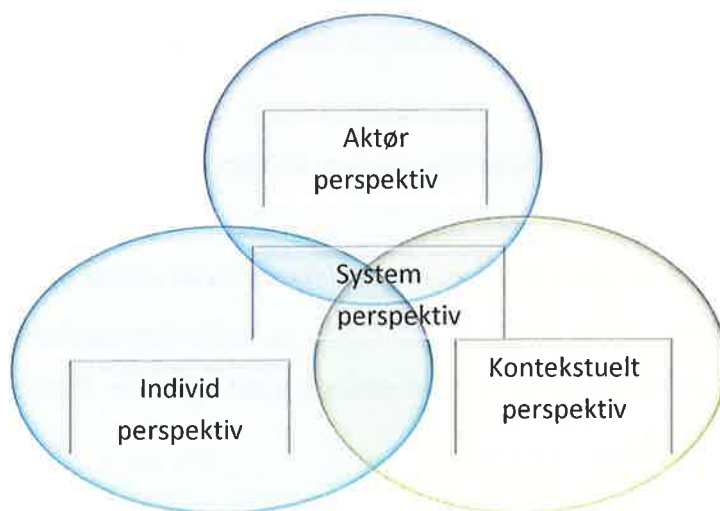 Aktør
perspektiv
System
perspektiv
Individ
perspektiv
Kontekstuelt
perspektiv